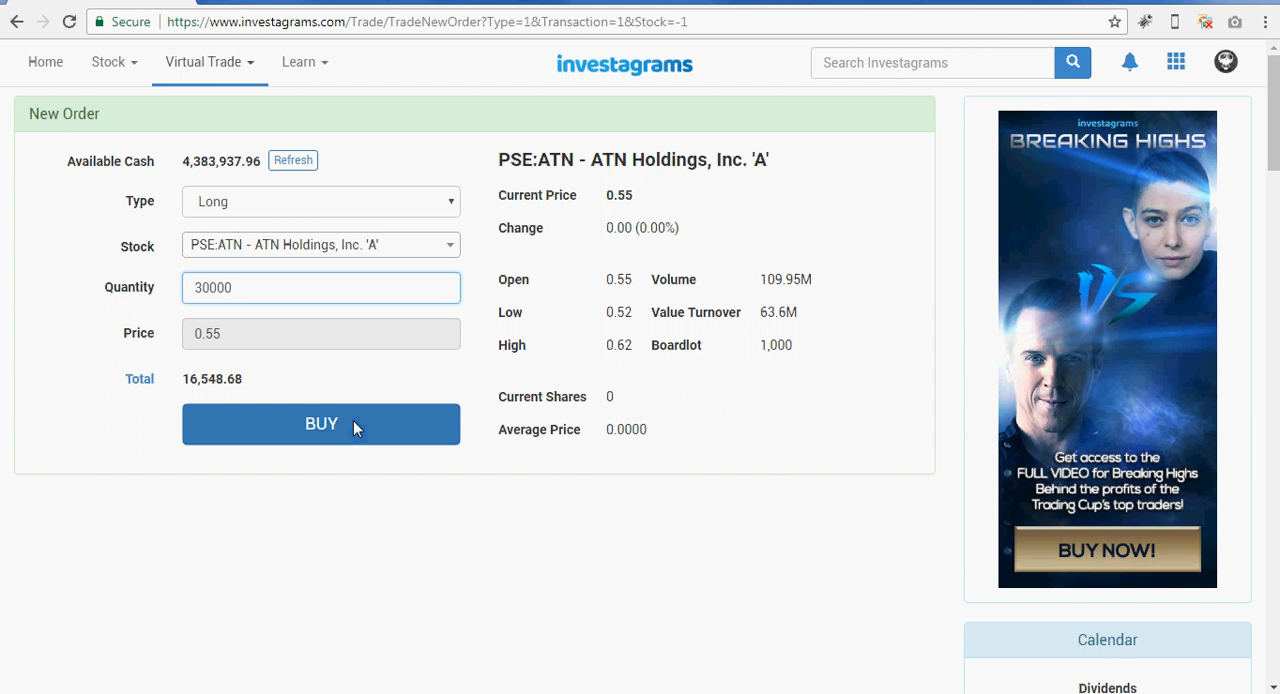 Secure https://www.investagrams.com/Trade/TradeNewOrder?Type=1&Transaction=1&Stock=-1
Home Stock Virtual Trade Learn investagrams Search Investagrams
New Order
Available Cash 4,383,937.96 Refresh
Type Long
Stock PSE:ATN - ATN Holdings, Inc. 'A'
Quantity 30000
Price 0.55
Total 16,548.68
BUY
PSE:ATN - ATN Holdings, Inc. 'A'
Current Price 0.55
Change 0.00 (0.00%)
Open 0.55 Volume 109.95M
Low 0.52 Value Turnover 63.6M
High 0.62 Boardlot 1,000
Current Shares 0
Average Price 0.0000
investagrams
BREAKING HIGHS
VS
Get access to the
FULL VIDEO for Breaking Highs
Behind the profits of the
Trading Cup's top traders!
BUY NOW!
Calendar
Dividends